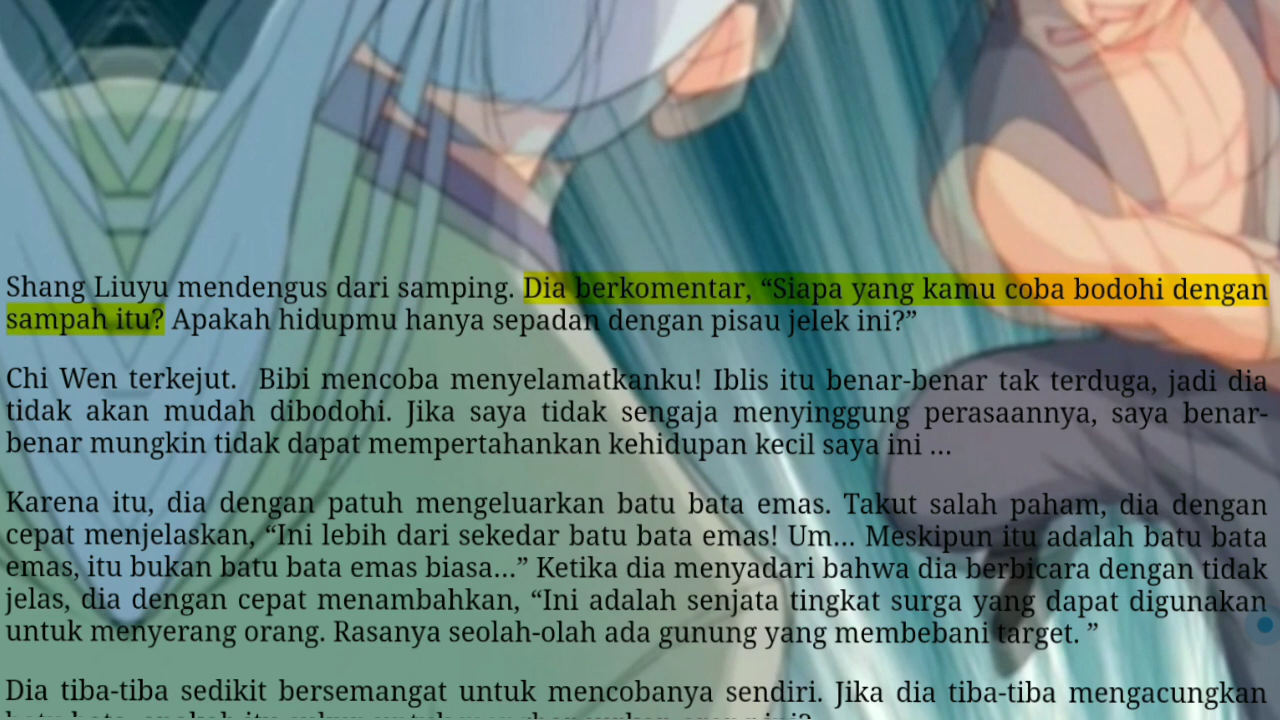 Shang Liuyu mendengus dari samping. Dia berkomentar, “Siapa yang kamu coba bodohi dengan
sampah itu? Apakah hidupmu hanya sepadan dengan pisau jelek ini?”
Chi Wen terkejut.  Bibi mencoba menyelamatkanku! Iblis itu benar-benar tak terduga, jadi dia
tidak akan mudah dibodohi. Jika saya tidak sengaja menyinggung perasaannya, saya benar-
benar mungkin tidak dapat mempertahankan kehidupan kecil saya ini ...
Karena itu, dia dengan patuh mengeluarkan batu bata emas. Takut salah paham, dia dengan
cepat menjelaskan, “Ini lebih dari sekedar batu bata emas! Um... Meskipun itu adalah batu bata
emas, itu bukan batu bata emas biasa...” Ketika dia menyadari bahwa dia berbicara dengan tidak
jelas, dia dengan cepat menambahkan, “Ini adalah senjata tingkat surga yang dapat digunakan
untuk menyerang orang. Rasanya seolah-olah ada gunung yang membebani target. ”
Dia tiba-tiba sedikit bersemangat untuk mencobanya sendiri. Jika dia tiba-tiba mengacungkan